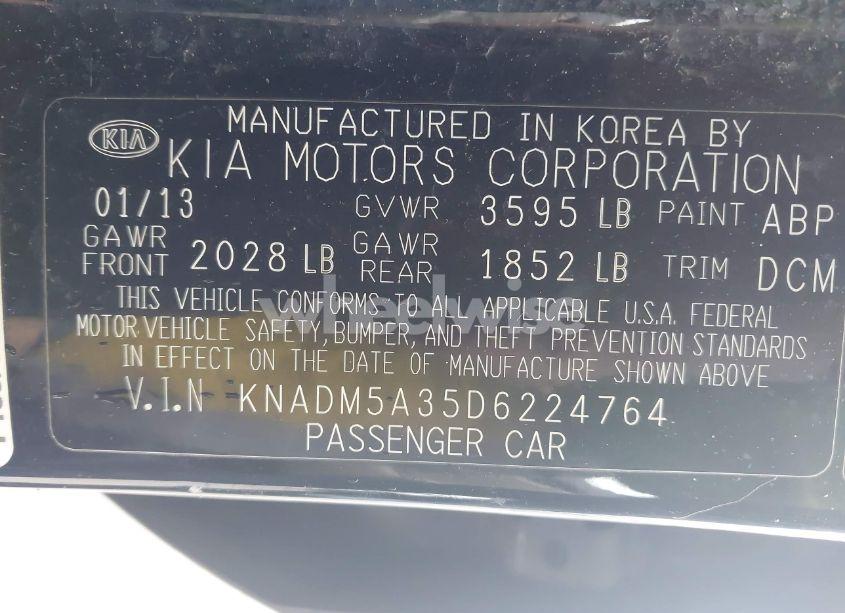 KIA
MANUFACTURED IN KOREA BY
KIA MOTORS CORPORATION
01/13 GVWR 3595 LB PAINT ABP
GAWR FRONT 2028 LB GAWR REAR 1852 LB TRIM DCM
THIS VEHICLE CONFORMS TO ALL APPLICABLE U.S.A. FEDERAL
MOTOR VEHICLE SAFETY, BUMPER, AND THEFT PREVENTION STANDARDS
IN EFFECT ON THE DATE OF MANUFACTURE SHOWN ABOVE
V.I.N KNADM5A35D6224764
PASSENGER CAR
wheelwise